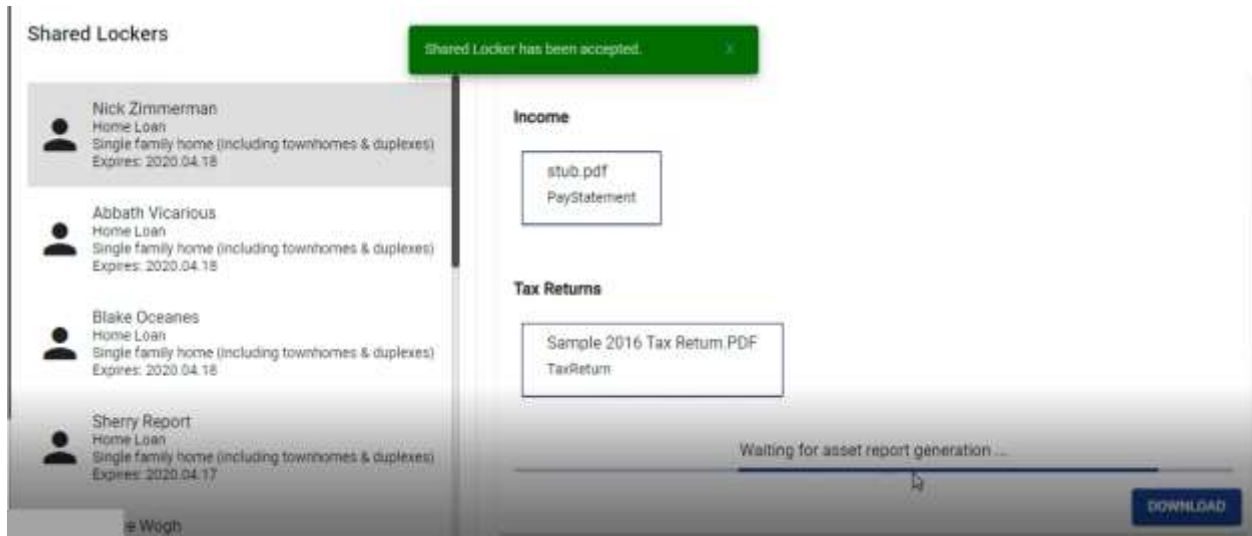 Shared Lockers
Shared Locker has been accepted. X
Nick Zimmerman
Home Loan
Single family home (including townhomes & duplexes)
Expires: 2020.04.18
Abbath Vicarious
Home Loan
Single family home (including townhomes & duplexes)
Expires: 2020.04.18
Blake Oceanes
Home Loan
Single family home (including townhomes & duplexes)
Expires: 2020.04.18
Sherry Report
Home Loan
Single family home (including townhomes & duplexes)
Expires: 2020.04.17
Wogh
Income
stub.pdf
PayStatement
Tax Returns
Sample 2016 Tax Return.PDF
TaxReturn
Waiting for asset report generation ...
DOWNLOAD